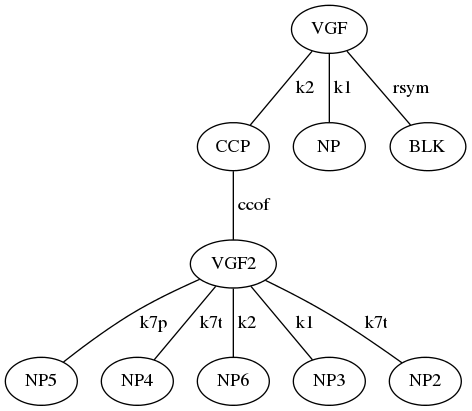 VGF
k2 k1 rsym
CCP NP BLK
ccof
VGF2
k7p k7t k2 k1 k7t
NP5 NP4 NP6 NP3 NP2